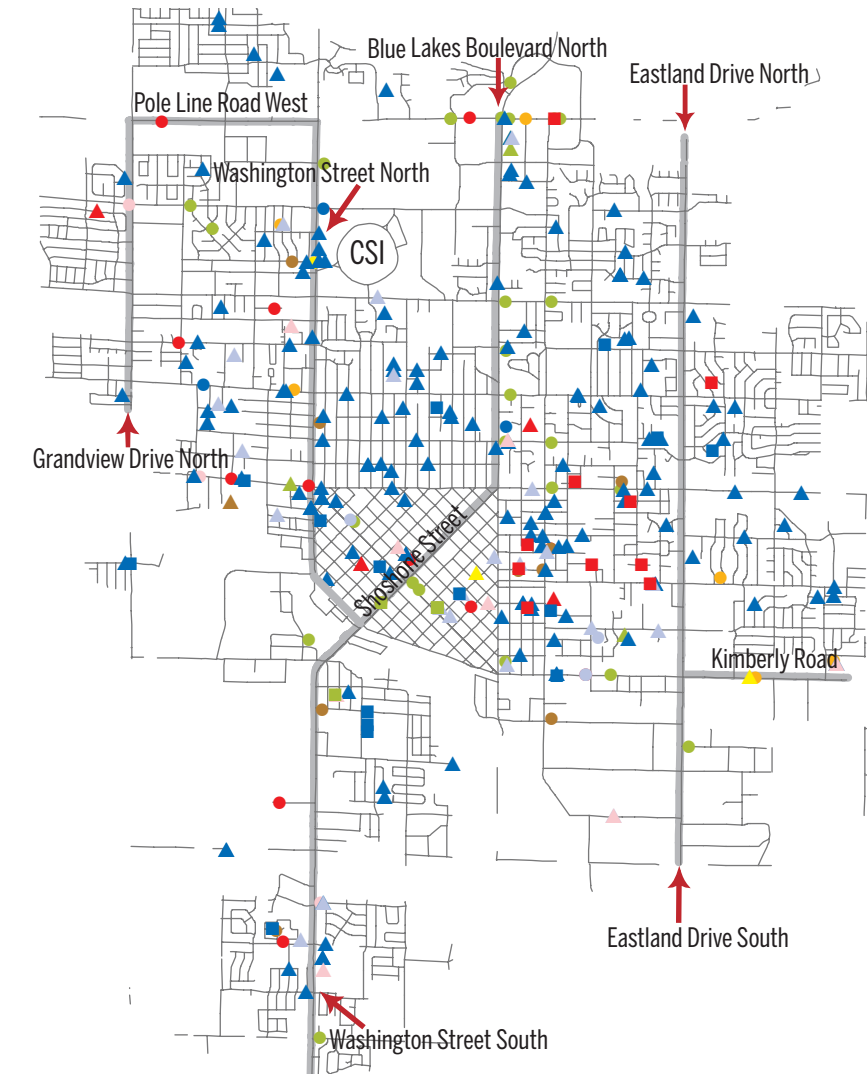 Blue Lakes Boulevard North
Eastland Drive North
Pole Line Road West
Washington Street North
CSI
Grandview Drive North
Shoshone Street
Kimberly Road
Eastland Drive South
Washington Street South